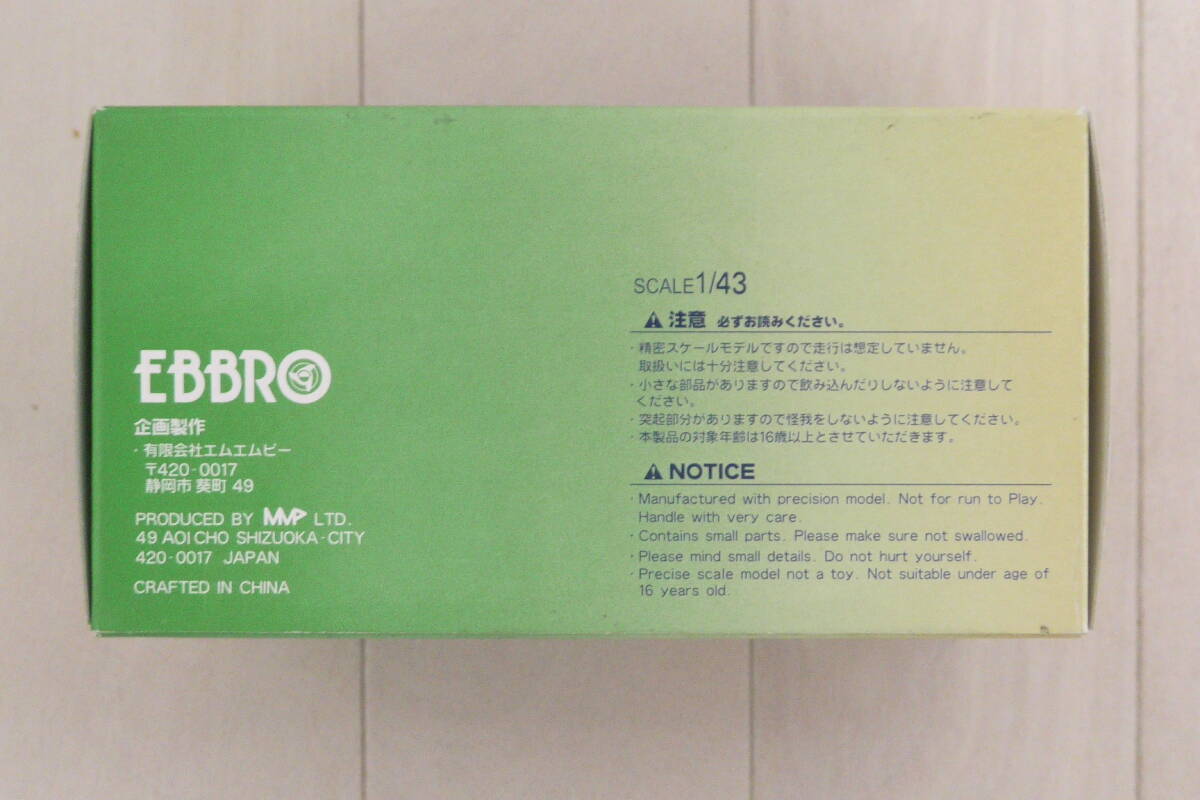 EBBRO
企画製作
・有限会社エムエムピー
〒420-0017
静岡市 葵町 49
PRODUCED BY MMP LTD.
49 AOI CHO SHIZUOKA-CITY
420-0017 JAPAN
CRAFTED IN CHINA
SCALE1/43
注意 必ずお読みください。
・精密スケールモデルですので走行は想定していません。
取扱いには十分注意してください。
・小さな部品がありますので飲み込んだりしないように注意して
ください。
・突起部分がありますので怪我をしないように注意してください。
・本製品の対象年齢は16歳以上とさせていただきます。
NOTICE
・Manufactured with precision model. Not for run to Play.
Handle with very care.
・Contains small parts. Please make sure not swallowed.
・Please mind small details. Do not hurt yourself.
・Precise scale model not a toy. Not suitable under age of
16 years old.